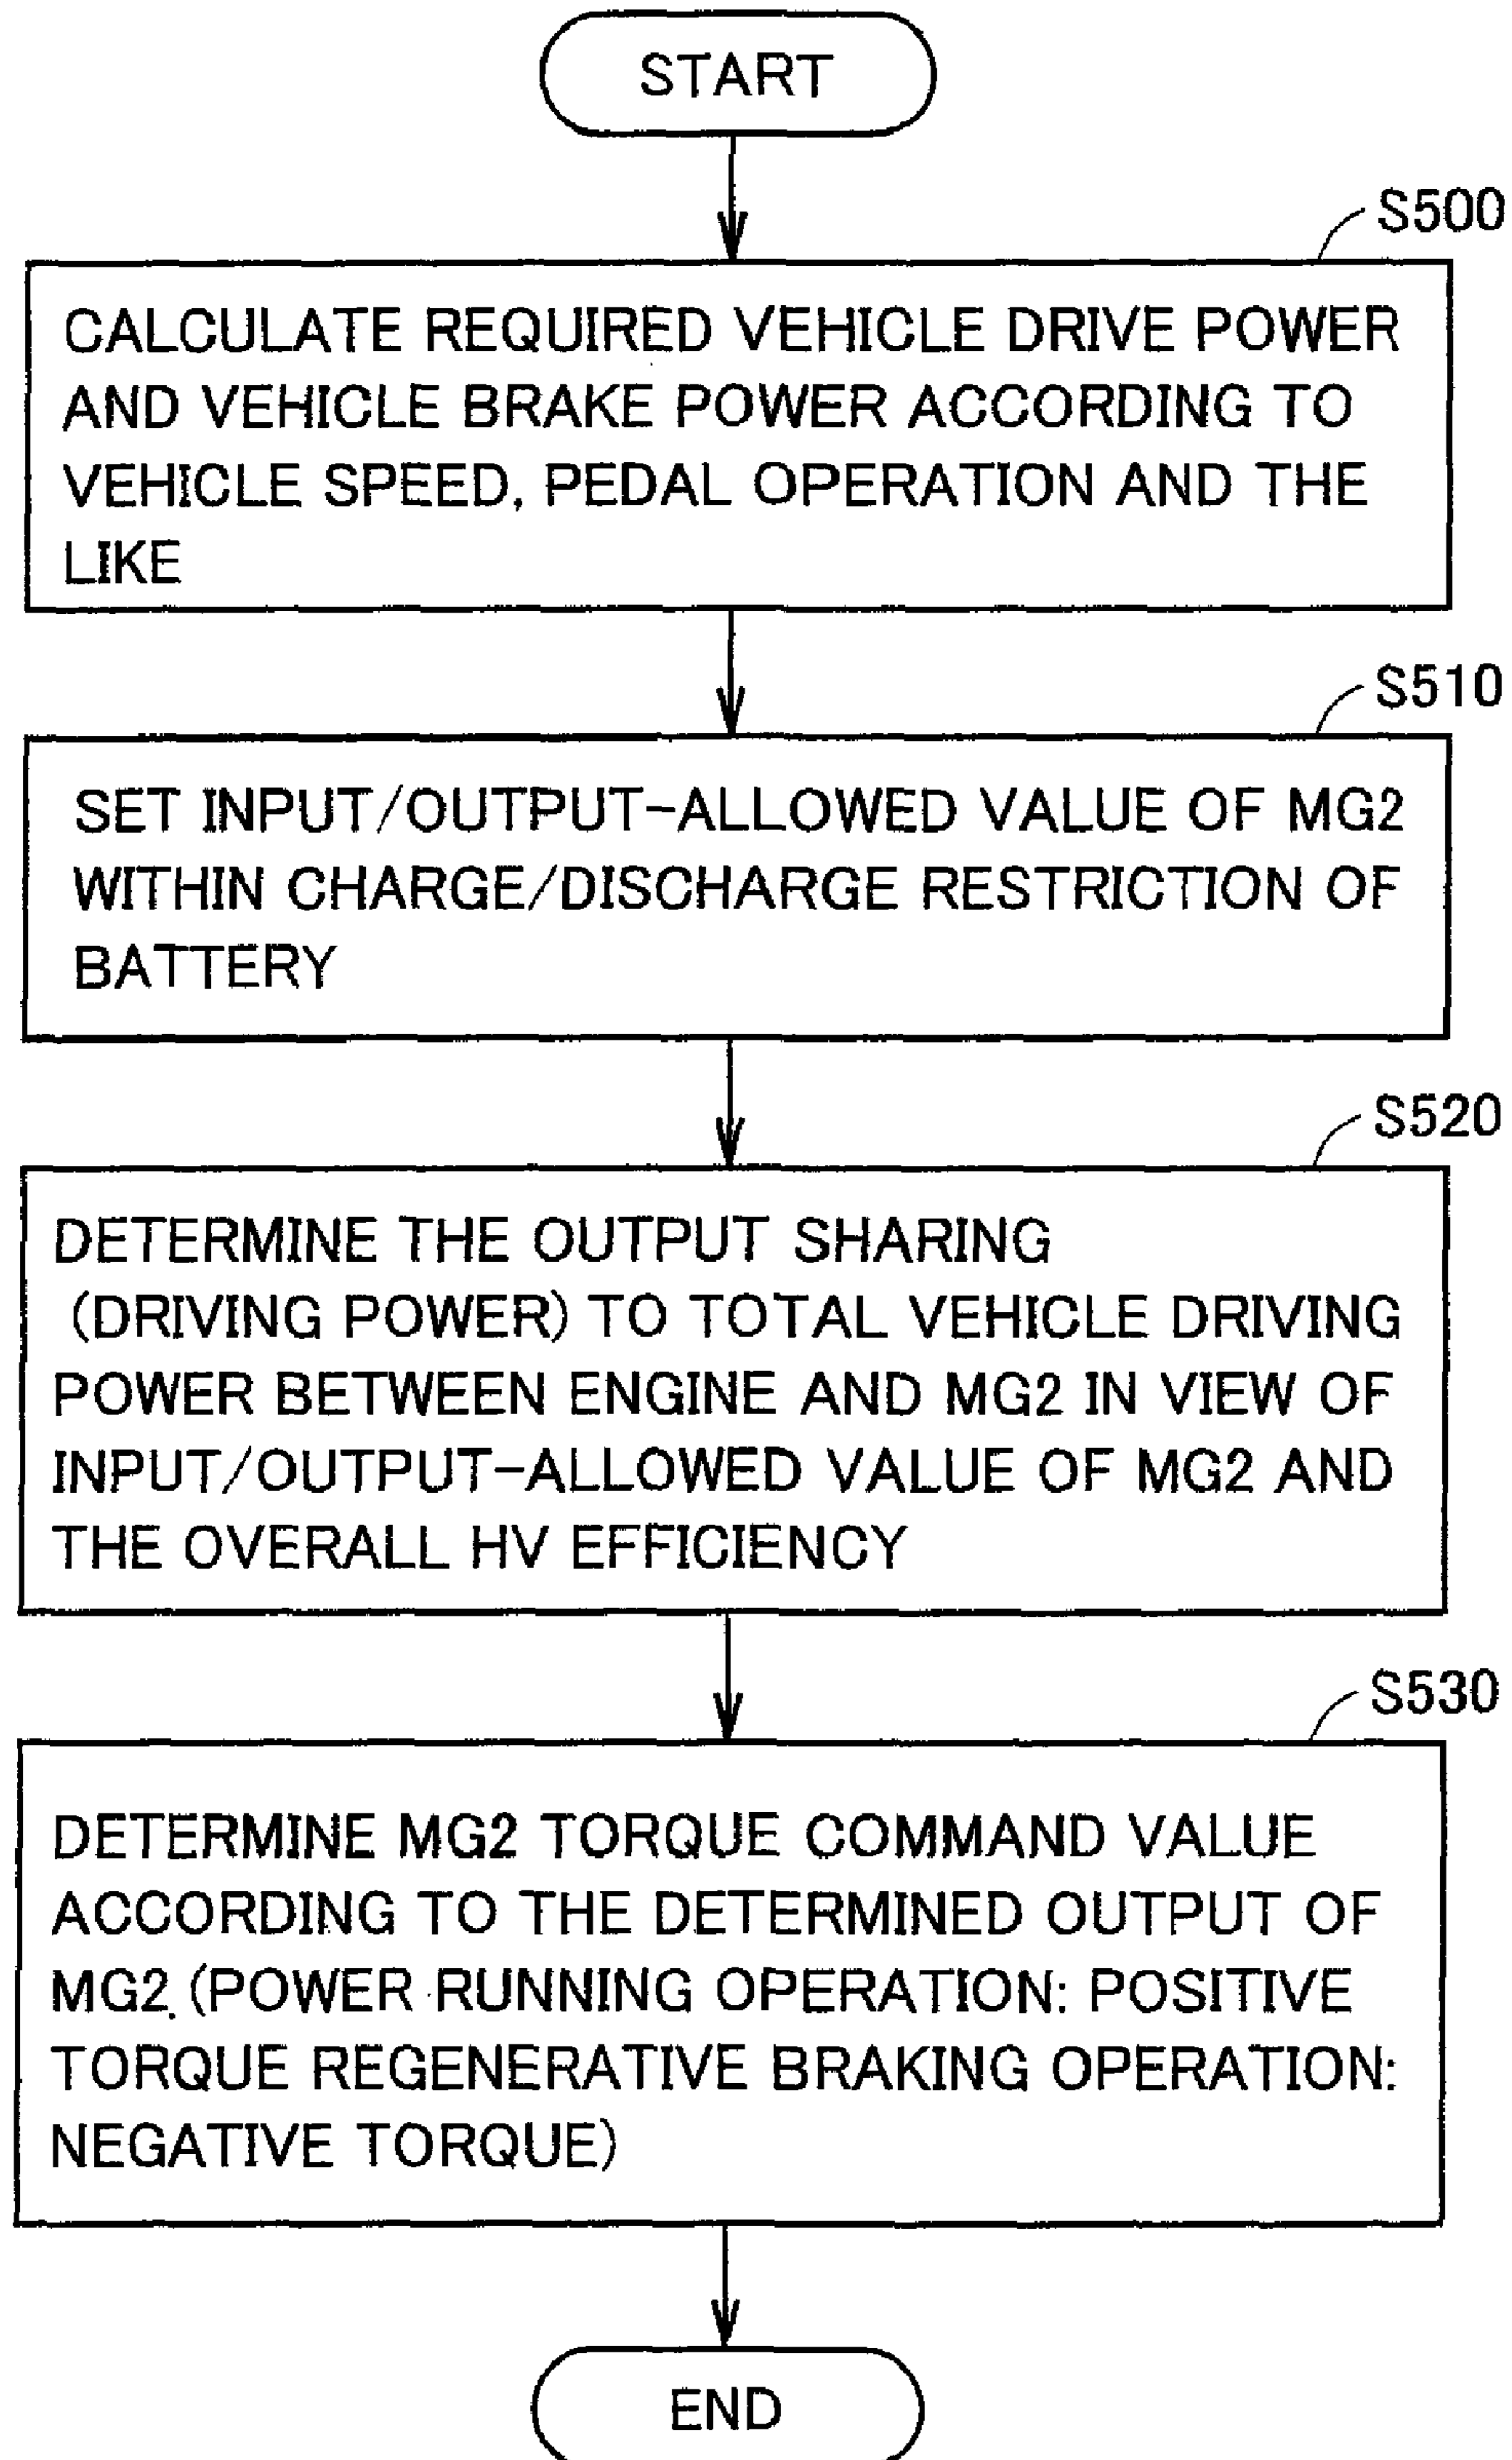 START
S500
CALCULATE REQUIRED VEHICLE DRIVE POWER
AND VEHICLE BRAKE POWER ACCORDING TO
VEHICLE SPEED, PEDAL OPERATION AND THE
LIKE
S510
SET INPUT/OUTPUT-ALLOWED VALUE OF MG2
WITHIN CHARGE/DISCHARGE RESTRICTION OF
BATTERY
S520
DETERMINE THE OUTPUT SHARING
(DRIVING POWER) TO TOTAL VEHICLE DRIVING
POWER BETWEEN ENGINE AND MG2 IN VIEW OF
INPUT/OUTPUT-ALLOWED VALUE OF MG2 AND
THE OVERALL HV EFFICIENCY
S530
DETERMINE MG2 TORQUE COMMAND VALUE
ACCORDING TO THE DETERMINED OUTPUT OF
MG2 (POWER RUNNING OPERATION: POSITIVE
TORQUE REGENERATIVE BRAKING OPERATION:
NEGATIVE TORQUE)
END